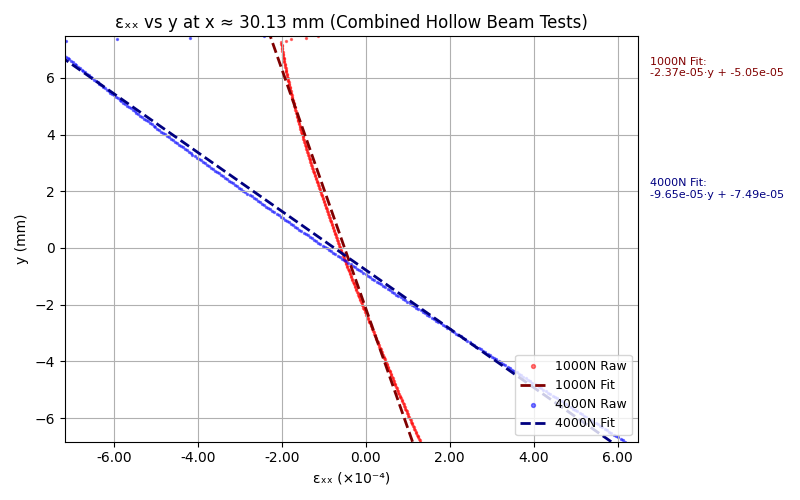 εₓₓ vs y at x ≈ 30.13 mm (Combined Hollow Beam Tests)
1000N Fit:
-2.37e-05·y + -5.05e-05
4000N Fit:
-9.65e-05·y + -7.49e-05
y (mm)
6
4
2
0
−2
−4
−6
1000N Raw
1000N Fit
4000N Raw
4000N Fit
-6.00 -4.00 -2.00 0.00 2.00 4.00 6.00
εₓₓ (×10⁻⁴)